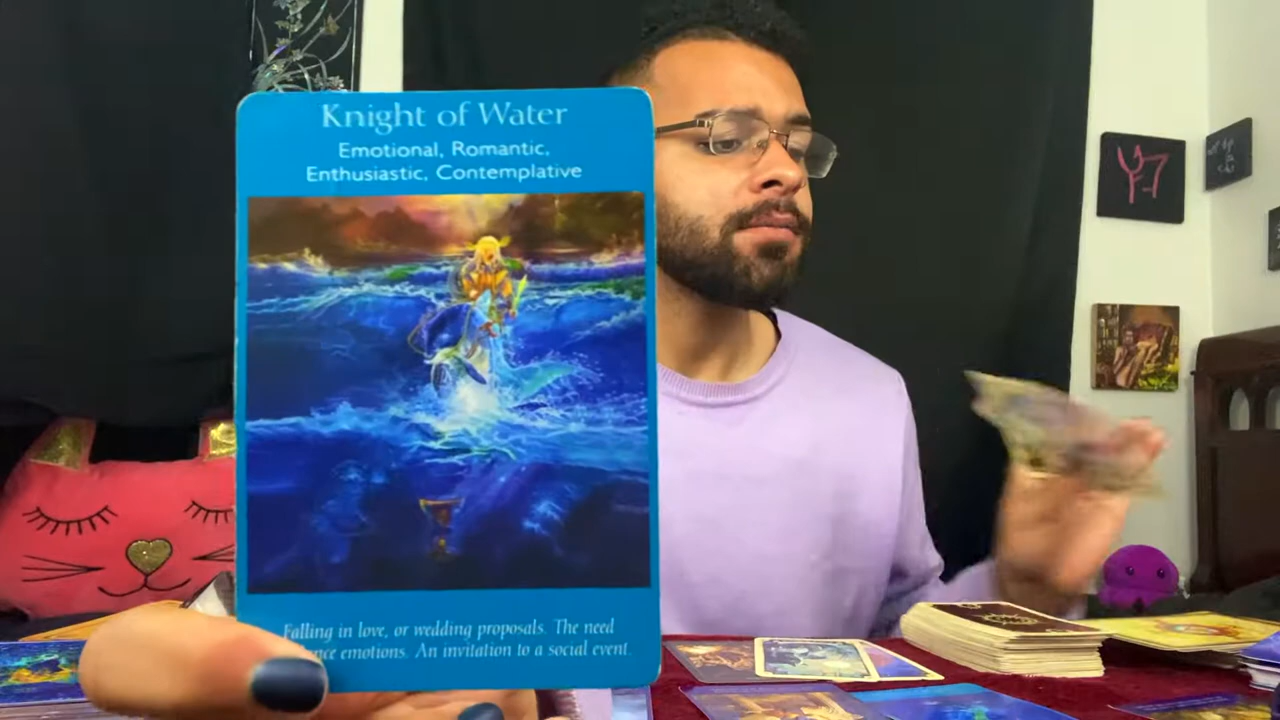 Knight of Water
Emotional, Romantic,
Enthusiastic, Contemplative
Falling in love, or wedding proposals. The need
emotions. An invitation to a social event.